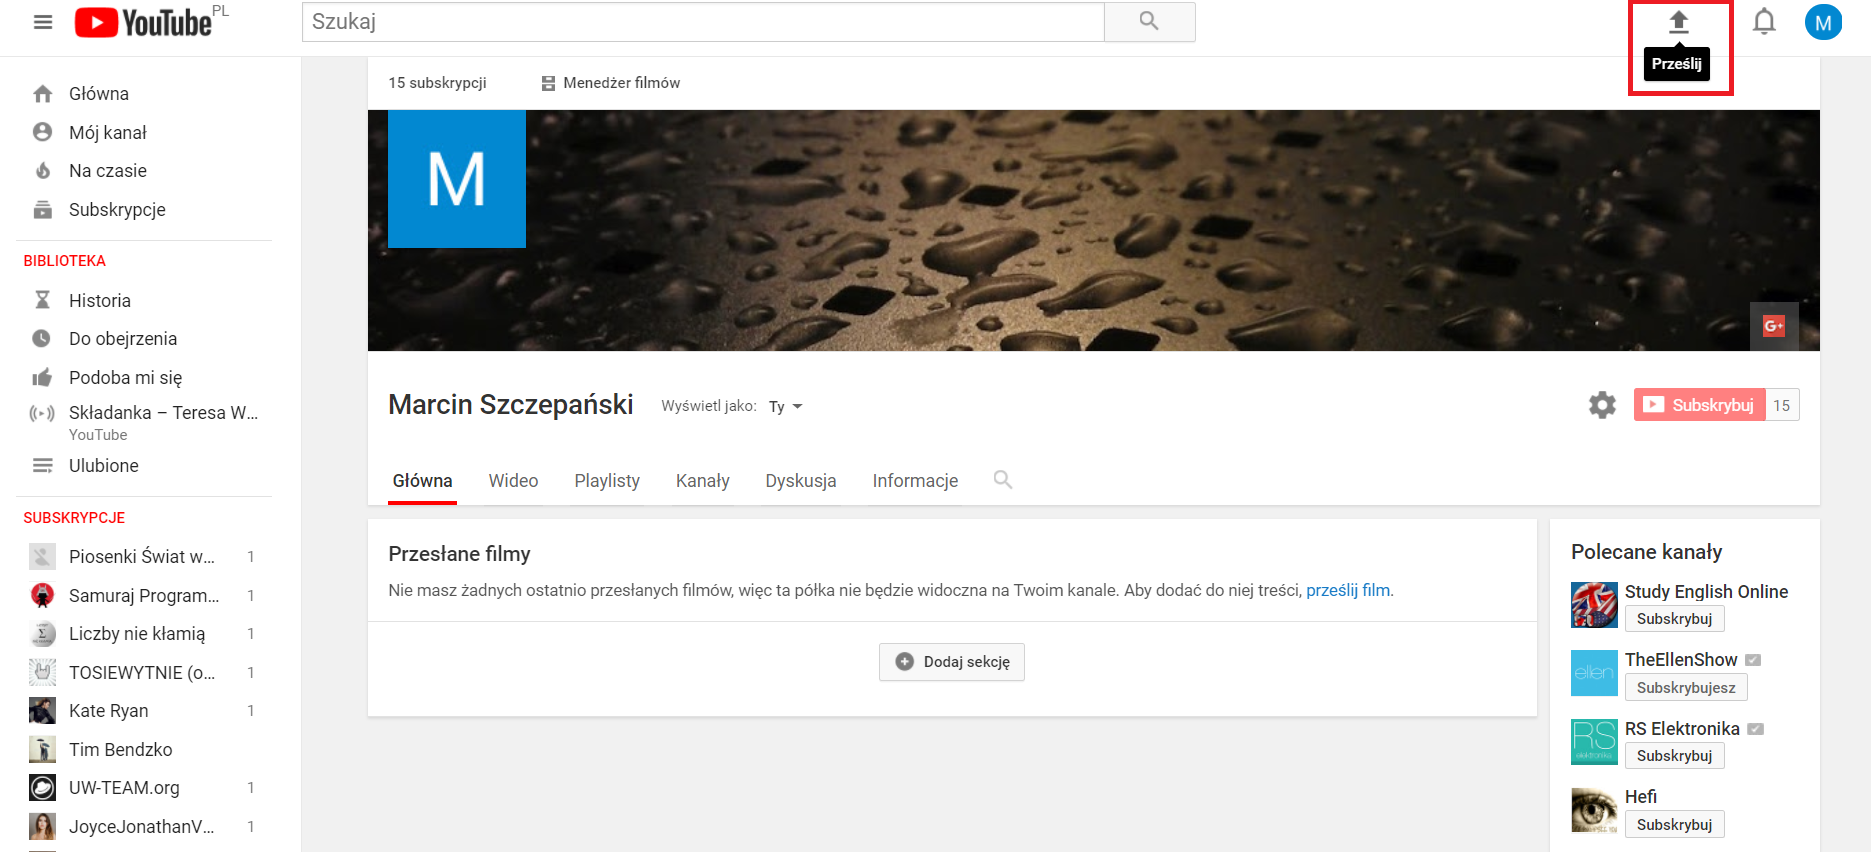 YouTube PL
Szukaj
Prześlij
M
Główna
Mój kanał
Na czasie
Subskrypcje
BIBLIOTEKA
Historia
Do obejrzenia
Podoba mi się
Składanka – Teresa W...
YouTube
Ulubione
SUBSKRYPCJE
Piosenki Świat w... 1
Samuraj Program... 1
Liczby nie kłamią 1
TOSIEWYTNIE (o... 1
Kate Ryan 1
Tim Bendzko
UW-TEAM.org 1
JoyceJonathanV... 1
15 subskrypcji Menedżer filmów
M
G+
Marcin Szczepański Wyświetl jako: Ty
Subskrybuj 15
Główna Wideo Playlisty Kanały Dyskusja Informacje
Przesłane filmy
Nie masz żadnych ostatnio przesłanych filmów, więc ta półka nie będzie widoczna na Twoim kanale. Aby dodać do niej treści, prześlij film.
Dodaj sekcję
Polecane kanały
Study English Online
Subskrybuj
ellen
TheEllenShow
Subskrybujesz
RS
elektronika
RS Elektronika
Subskrybuj
Hefi
Subskrybuj